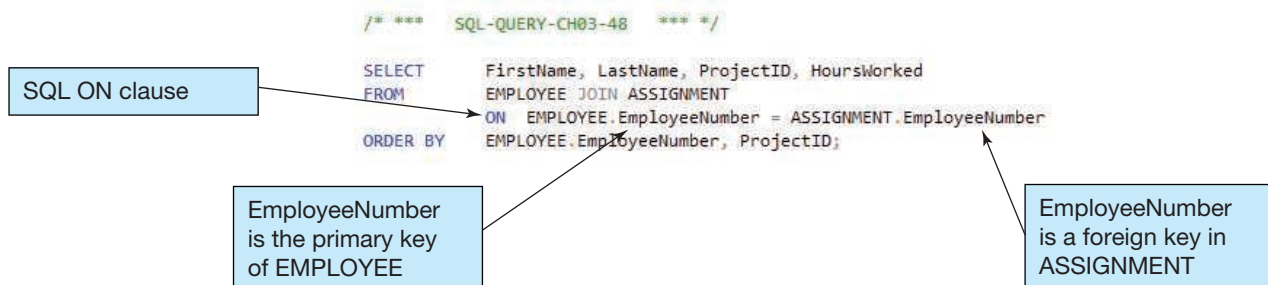 /* *** SQL-QUERY-CH03-48 *** */
SELECT FirstName, LastName, ProjectID, HoursWorked
FROM EMPLOYEE JOIN ASSIGNMENT
ON EMPLOYEE.EmployeeNumber = ASSIGNMENT.EmployeeNumber
ORDER BY EMPLOYEE.EmployeeNumber, ProjectID;
SQL ON clause
EmployeeNumber
is the primary key
of EMPLOYEE
EmployeeNumber
is a foreign key in
ASSIGNMENT